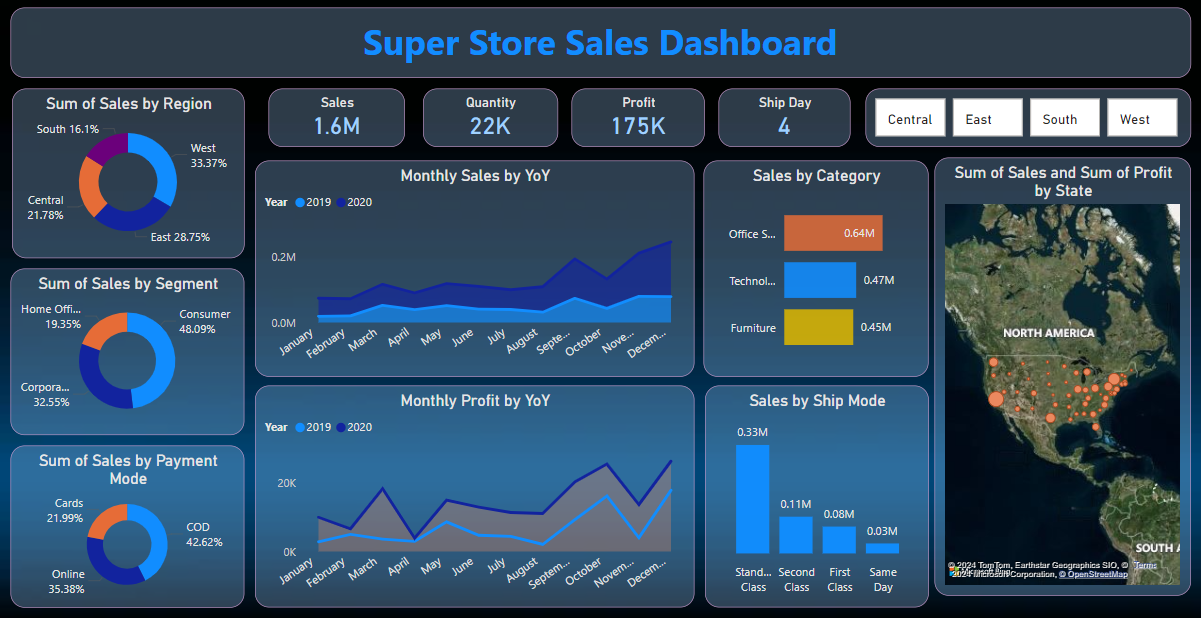 Super Store Sales Dashboard
Sum of Sales by Region
South 16.1%
West
33.37%
Central
21.78%
East 28.75%
Sales
1.6M
Quantity
22K
Profit
175K
Ship Day
4
Central
East
South
West
Sum of Sales by Segment
Home Offi...
19.35%
Consumer
48.09%
Corpora...
32.55%
Sum of Sales by Payment
Mode
Cards
21.99%
COD
42.62%
Online
35.38%
Monthly Sales by YoY
Year 2019 2020
0.2M
0.0M
January
February
March
April
May
June
July
August
Septe...
October
Nove...
Decem...
Monthly Profit by YoY
Year 2019 2020
20K
0K
January
February
March
April
May
June
July
August
Septem...
October
Novem...
Decem...
Sales by Category
Office S...
0.64M
Technol...
0.47M
Furniture
0.45M
Sales by Ship Mode
0.33M
0.11M
0.08M
0.03M
Stand...
Class
Second
Class
First
Class
Same
Day
Sum of Sales and Sum of Profit
by State
NORTH AMERICA
SOUTH A
© 2024 TomTom, Earthstar Geographics SIO, © Terms
2024 Microsoft Corporation, © OpenStreetMap